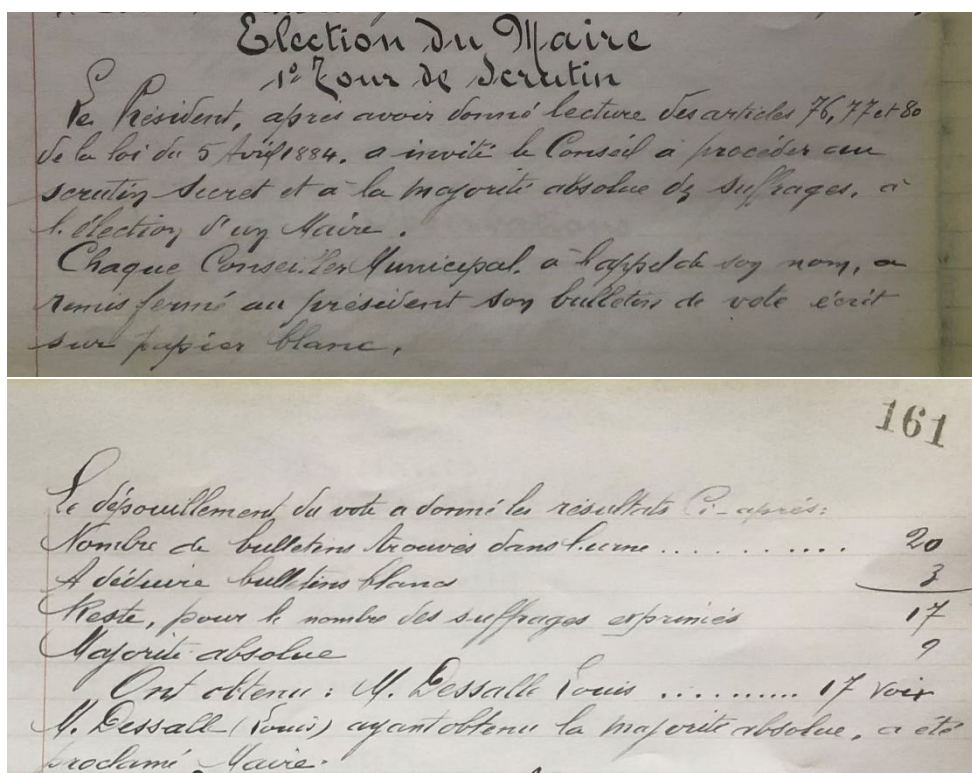 Election du Maire
1º Tour de Scrutin
Le Président, après avoir donné lecture des articles 76, 77 et 80
de la loi du 5 Avril 1884. a invité le Conseil à procéder au
scrutin secret et à la majorité absolue des suffrages, à
l'élection d'un Maire.
Chaque Conseiller Municipal. à l'appel de son nom, a
remis fermé au président son bulletin de vote écrit
sur papier blanc.
161
Le dépouillement du vote a donné les résultats Ci-après:
Nombre de bulletins trouvés dans l'urne ........... 20
A déduire bulletins blancs 3
Reste, pour le nombre des suffrages exprimés 17
Majorité absolue 9
Ont obtenu : M. Dessalle Louis .......... 17 voix
M. Dessalle (Louis) ayant obtenu la majorité absolue, a été
proclamé Maire.